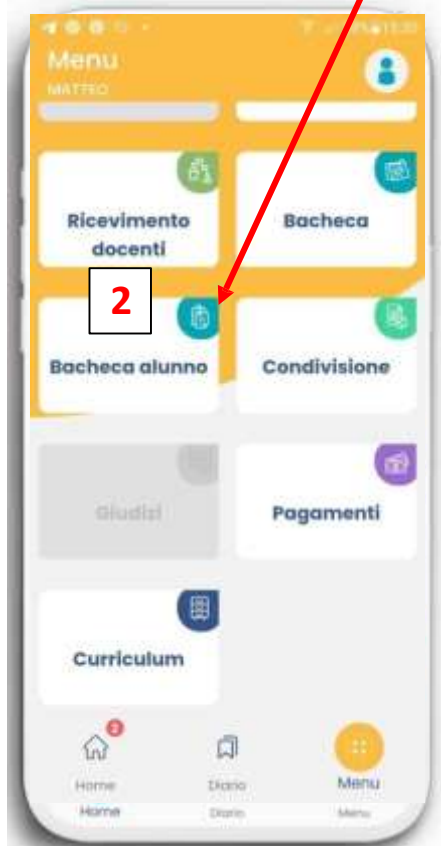 Menu
MATTEO
Ricevimento
docenti
Bacheca
2
Bacheca alunno
Condivisione
Giudizi
Pagamenti
Curriculum
2
Home
Diario
Menu
Home
Diario
Menu